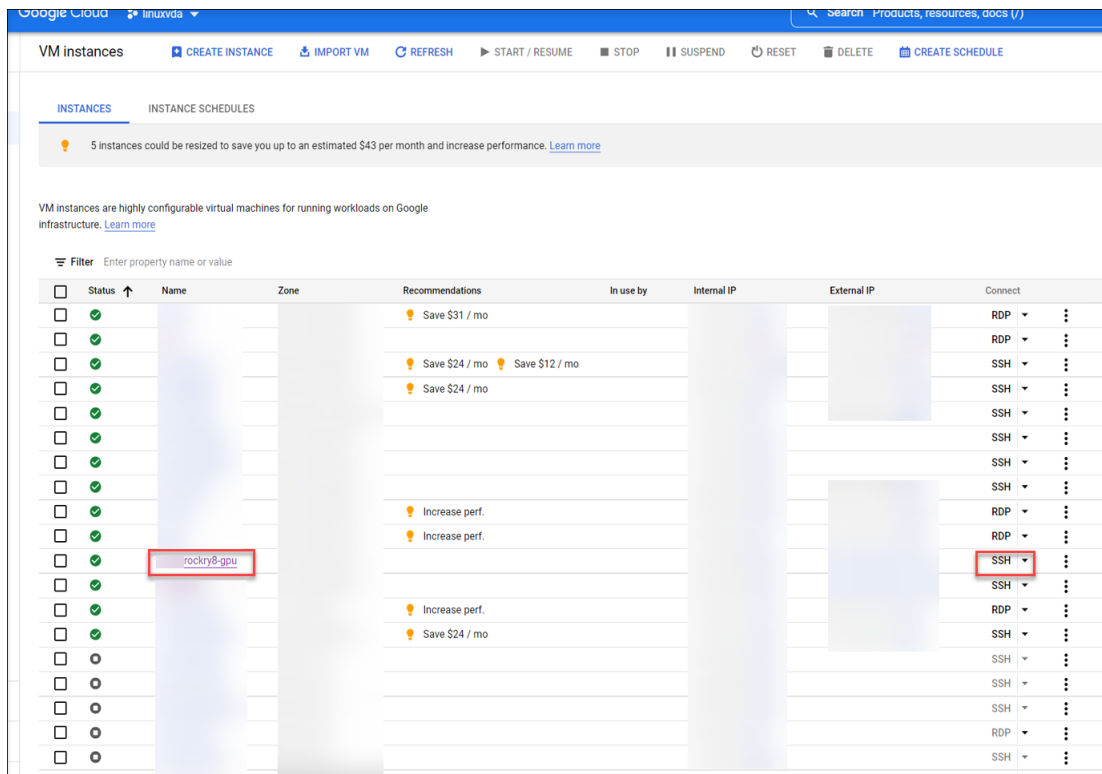 Google Cloud linuxvda Search Products, resources, docs (/)
VM instances CREATE INSTANCE IMPORT VM REFRESH START / RESUME STOP SUSPEND RESET DELETE CREATE SCHEDULE
INSTANCES INSTANCE SCHEDULES
5 instances could be resized to save you up to an estimated $43 per month and increase performance. Learn more
VM instances are highly configurable virtual machines for running workloads on Google
infrastructure. Learn more
Filter Enter property name or value
Status Name Zone Recommendations In use by Internal IP External IP Connect
Save $31 / mo RDP
RDP
Save $24 / mo Save $12 / mo SSH
Save $24 / mo SSH
SSH
SSH
SSH
SSH
Increase perf. RDP
Increase perf. RDP
rockry8-gpu SSH
SSH
Increase perf. RDP
Save $24 / mo SSH
SSH
SSH
SSH
RDP
SSH